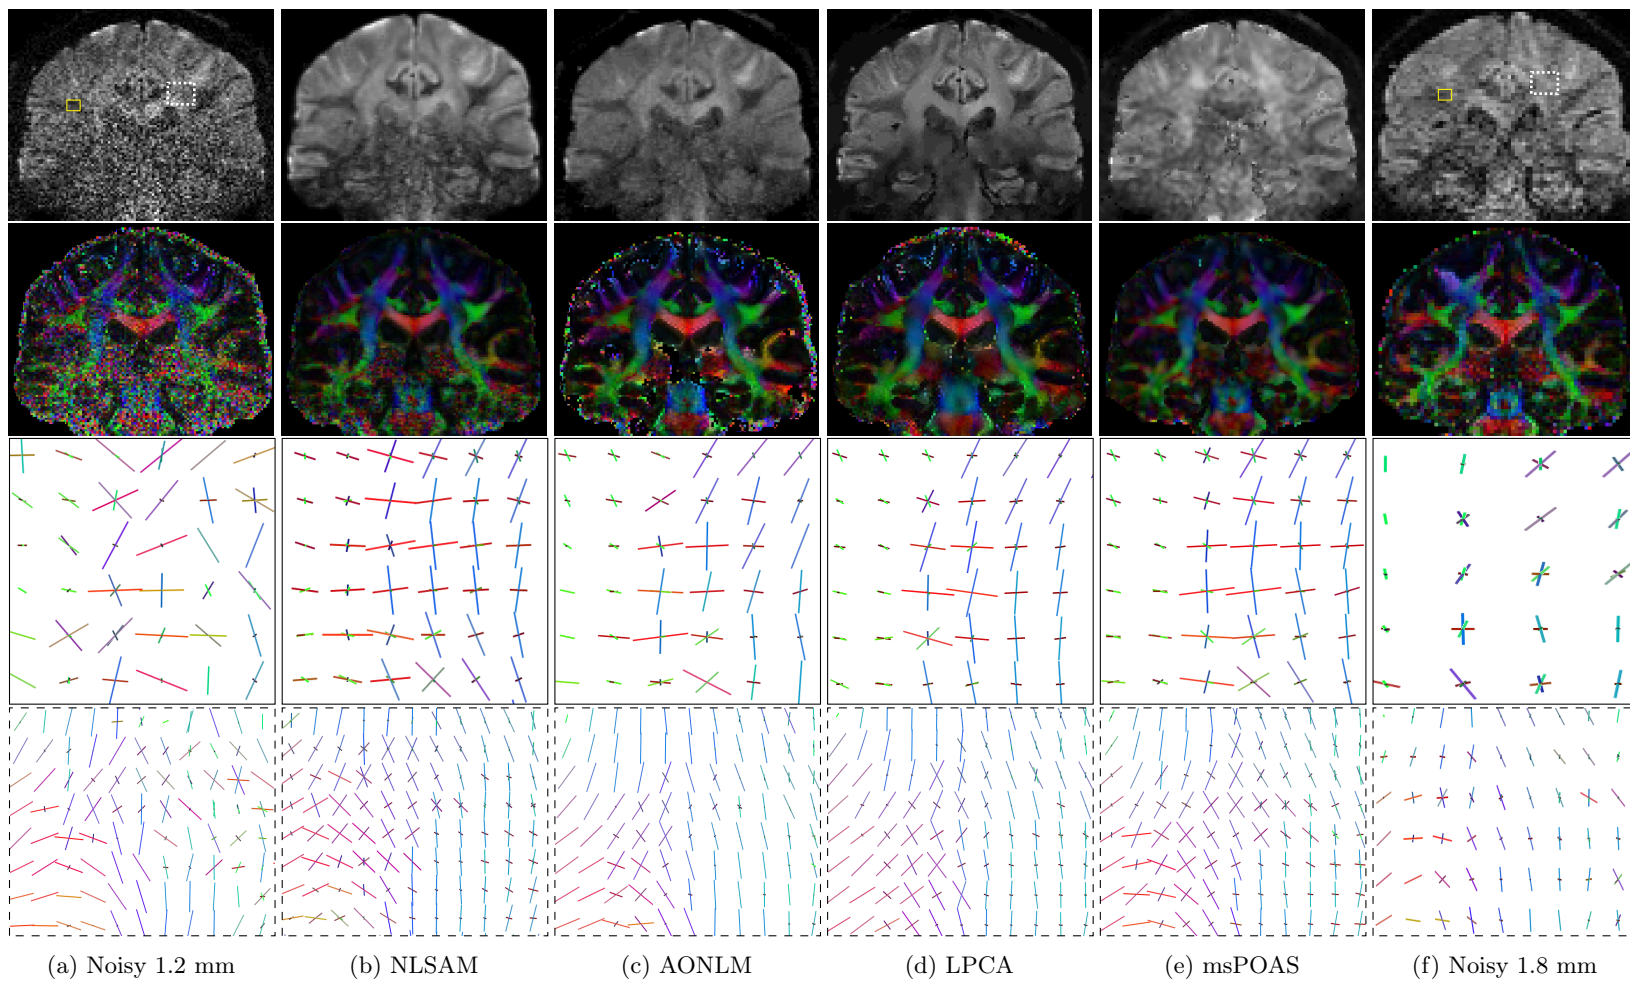 (a) Noisy 1.2 mm
(b) NLSAM
(c) AONLM
(d) LPCA
(e) msPOAS
(f) Noisy 1.8 mm